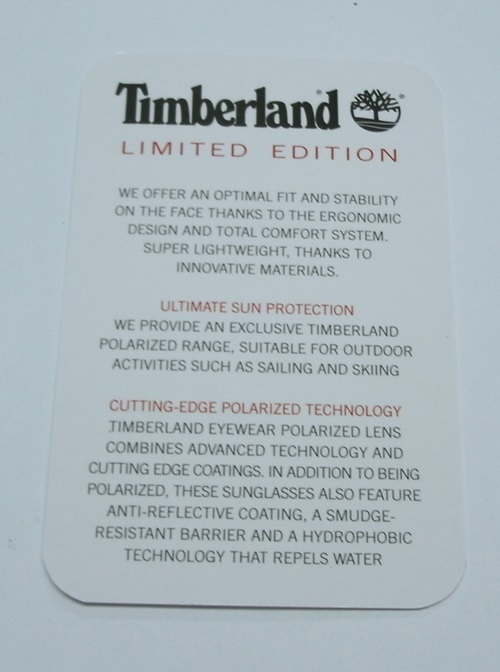 Timberland®
LIMITED EDITION
WE OFFER AN OPTIMAL FIT AND STABILITY
ON THE FACE THANKS TO THE ERGONOMIC
DESIGN AND TOTAL COMFORT SYSTEM.
SUPER LIGHTWEIGHT, THANKS TO
INNOVATIVE MATERIALS.
ULTIMATE SUN PROTECTION
WE PROVIDE AN EXCLUSIVE TIMBERLAND
POLARIZED RANGE, SUITABLE FOR OUTDOOR
ACTIVITIES SUCH AS SAILING AND SKIING
CUTTING-EDGE POLARIZED TECHNOLOGY
TIMBERLAND EYEWEAR POLARIZED LENS
COMBINES ADVANCED TECHNOLOGY AND
CUTTING EDGE COATINGS. IN ADDITION TO BEING
POLARIZED, THESE SUNGLASSES ALSO FEATURE
ANTI-REFLECTIVE COATING, A SMUDGE-
RESISTANT BARRIER AND A HYDROPHOBIC
TECHNOLOGY THAT REPELS WATER